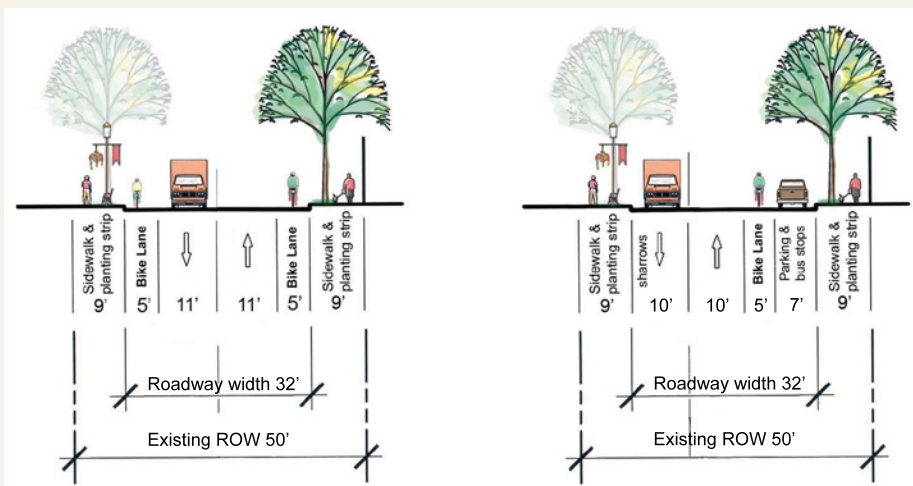 Sidewalk &
planting strip
9’
Bike Lane
5’
11’
11’
Bike Lane
5’
Sidewalk &
planting strip
9’
Roadway width 32’
Existing ROW 50’
Sidewalk &
planting strip
9’
sharrows
10’
10’
Bike Lane
5’
Parking &
bus stops
7’
Sidewalk &
planting strip
9’
Roadway width 32’
Existing ROW 50’